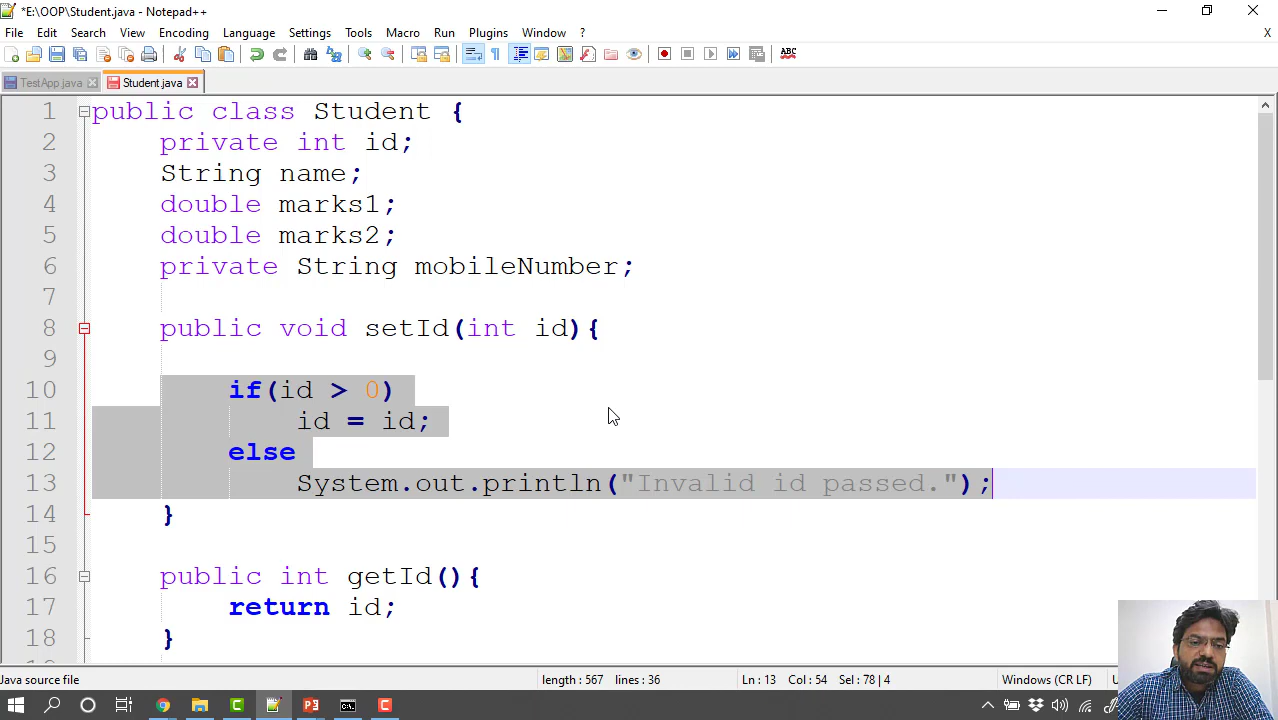 *E:\OOP\Student.java - Notepad++
File Edit Search View Encoding Language Settings Tools Macro Run Plugins Window ? X
ABC
TestApp.java Student.java
1 public class Student {
2 private int id;
3 String name;
4 double marks1;
5 double marks2;
6 private String mobileNumber;
7
8 public void setId(int id){
9
10 if(id > 0)
11 id = id;
12 else
13 System.out.println("Invalid id passed.");
14 }
15
16 public int getId(){
17 return id;
18 }
Java source file length : 567 lines : 36 Ln : 13 Col : 54 Sel : 78 | 4 Windows (CR LF)